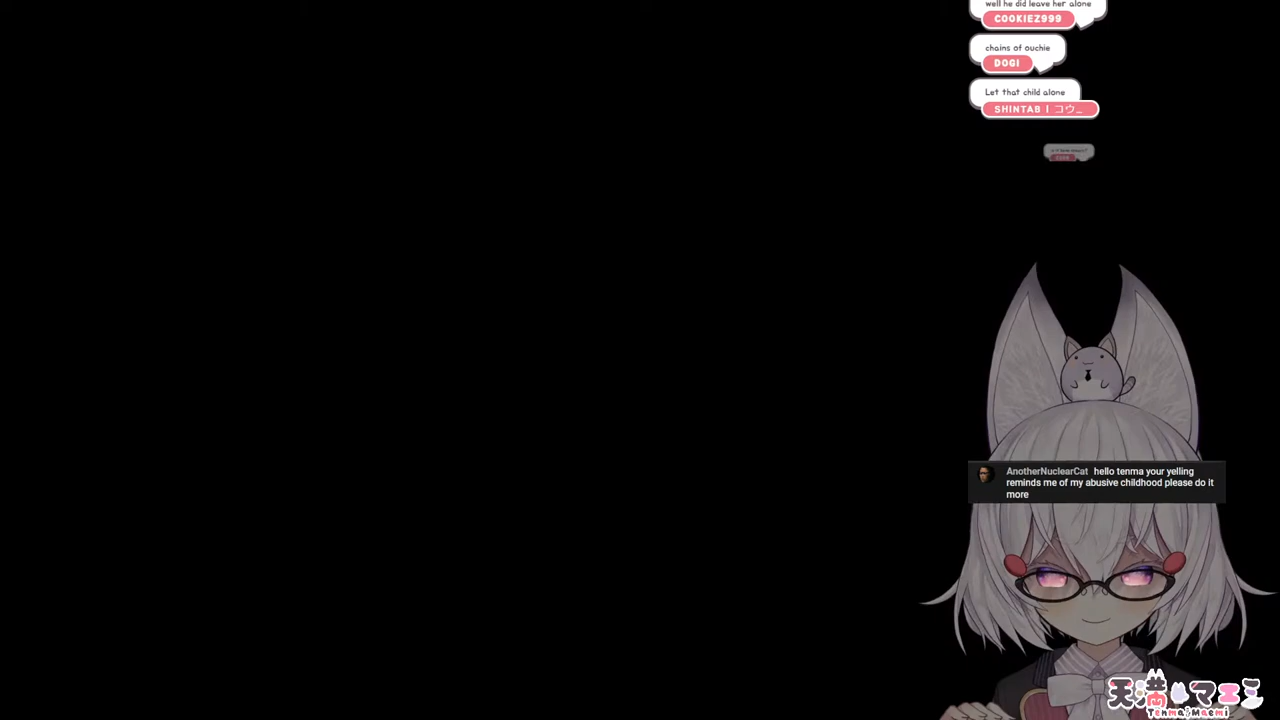 well he did leave her alone
COOKIEZ999
chains of ouchie
DOGI
Let that child alone
SHINTAB | コウ_
AnotherNuclearCat hello tenma your yelling
reminds me of my abusive childhood please do it
more
天満マエミ
Tenma Maemi